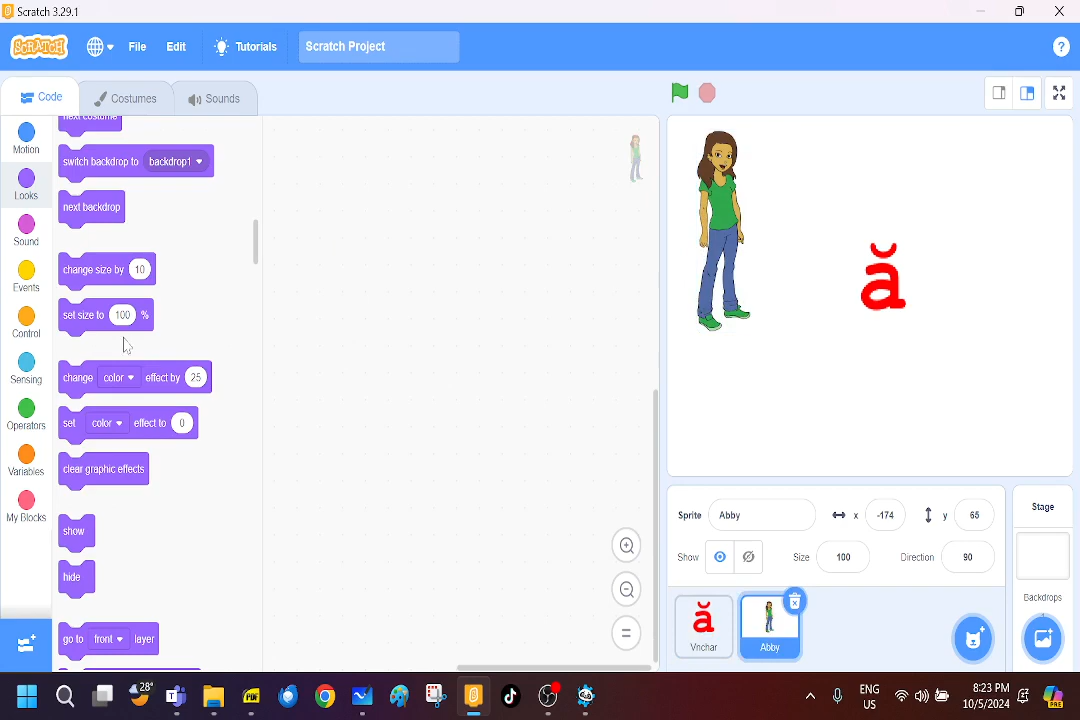 Scratch 3.29.1
SCRATCH File Edit Tutorials Scratch Project ?
Code Costumes Sounds
Motion
Looks
Sound
Events
Control
Sensing
Operators
Variables
My Blocks
next costume
switch backdrop to backdrop1
next backdrop
change size by 10
set size to 100 %
change color effect by 25
set color effect to 0
clear graphic effects
show
hide
go to front layer
ă
Sprite Abby x -174 y 65
Show Size 100 Direction 90
ă
Vnchar
Abby
Stage
Backdrops
28°
PDF
ENG
US
8:23 PM
10/5/2024
PRE